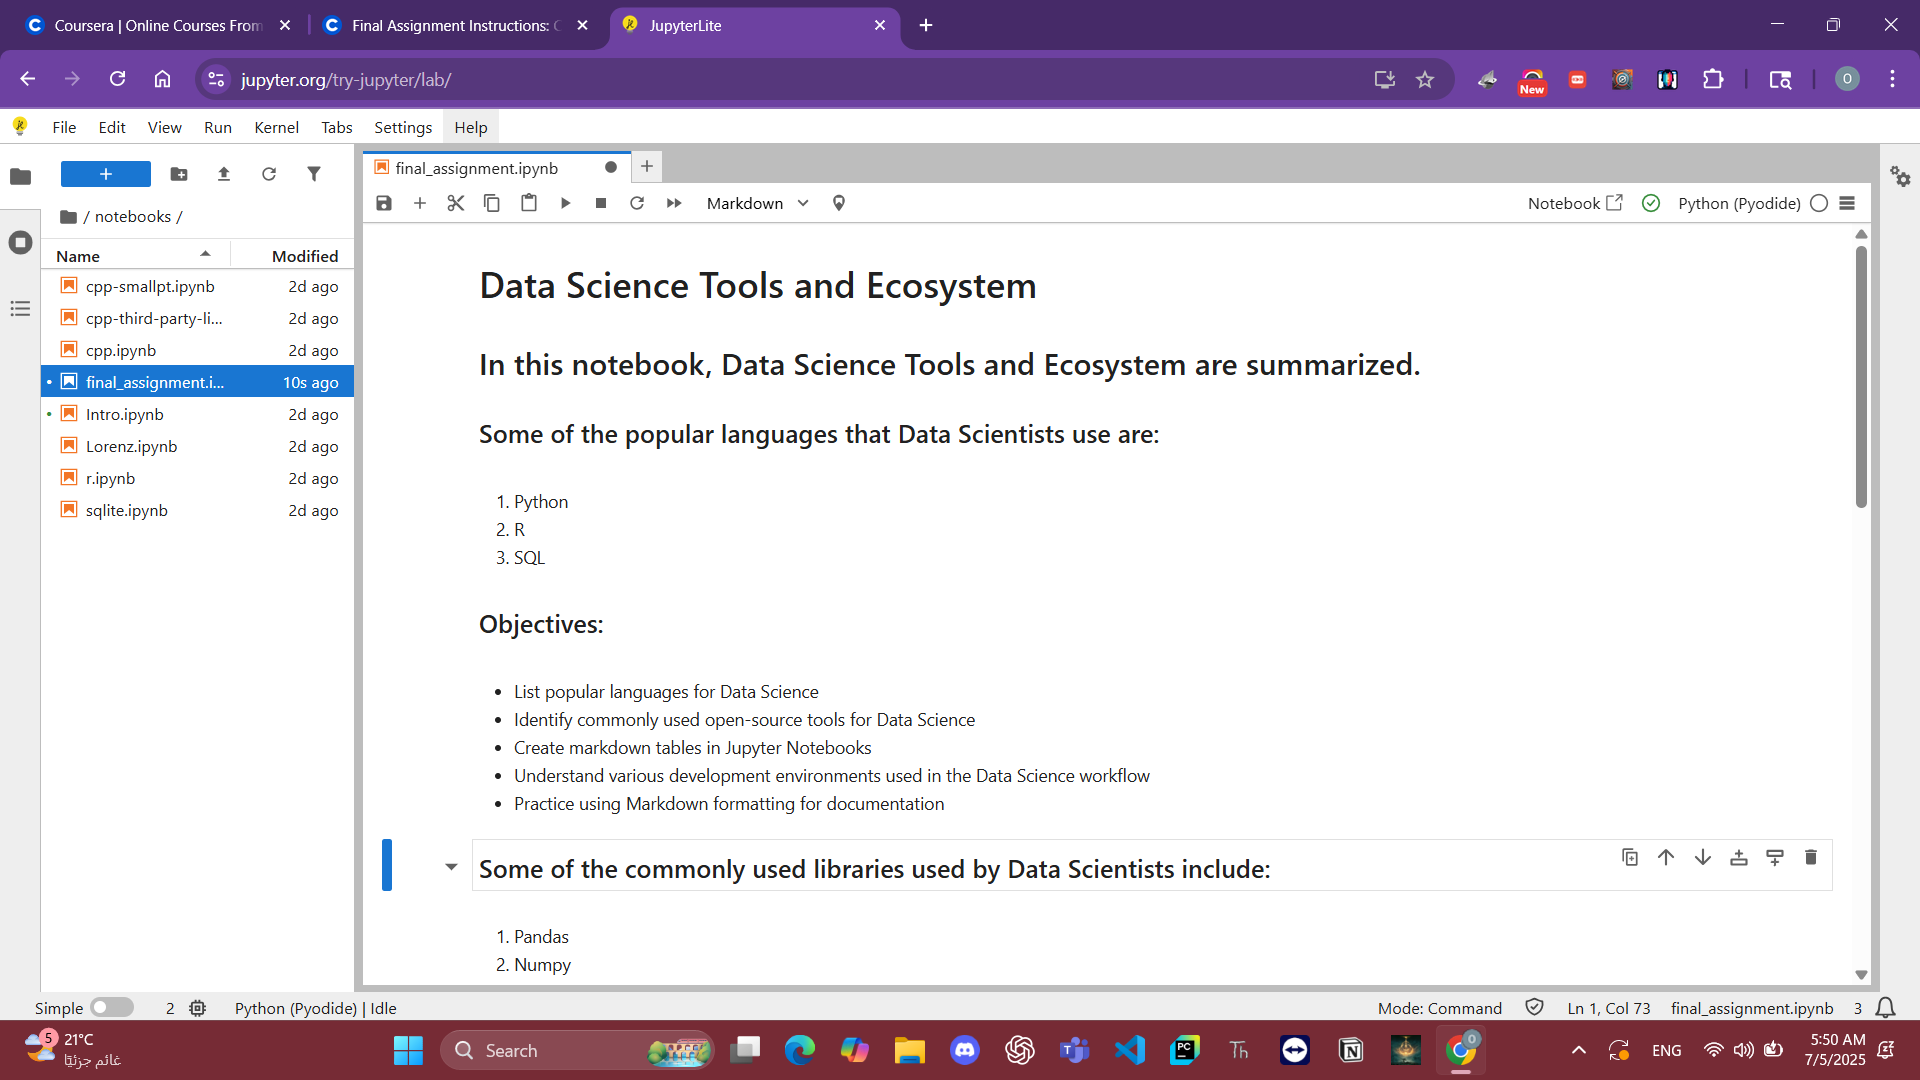 Coursera | Online Courses From
Final Assignment Instructions: C
JupyterLite
jupyter.org/try-jupyter/lab/
New
O
File Edit View Run Kernel Tabs Settings Help
final_assignment.ipynb
Markdown
Notebook
Python (Pyodide)
/ notebooks /
Name Modified
cpp-smallpt.ipynb 2d ago
cpp-third-party-li... 2d ago
cpp.ipynb 2d ago
final_assignment.i... 10s ago
Intro.ipynb 2d ago
Lorenz.ipynb 2d ago
r.ipynb 2d ago
sqlite.ipynb 2d ago
Data Science Tools and Ecosystem
In this notebook, Data Science Tools and Ecosystem are summarized.
Some of the popular languages that Data Scientists use are:
1. Python
2. R
3. SQL
Objectives:
• List popular languages for Data Science
• Identify commonly used open-source tools for Data Science
• Create markdown tables in Jupyter Notebooks
• Understand various development environments used in the Data Science workflow
• Practice using Markdown formatting for documentation
Some of the commonly used libraries used by Data Scientists include:
1. Pandas
2. Numpy
Simple 2 Python (Pyodide) | Idle
Mode: Command Ln 1, Col 73 final_assignment.ipynb 3
5
21°C
غائم جزئيًا
Search
PC
Th
ENG
5:50 AM
7/5/2025